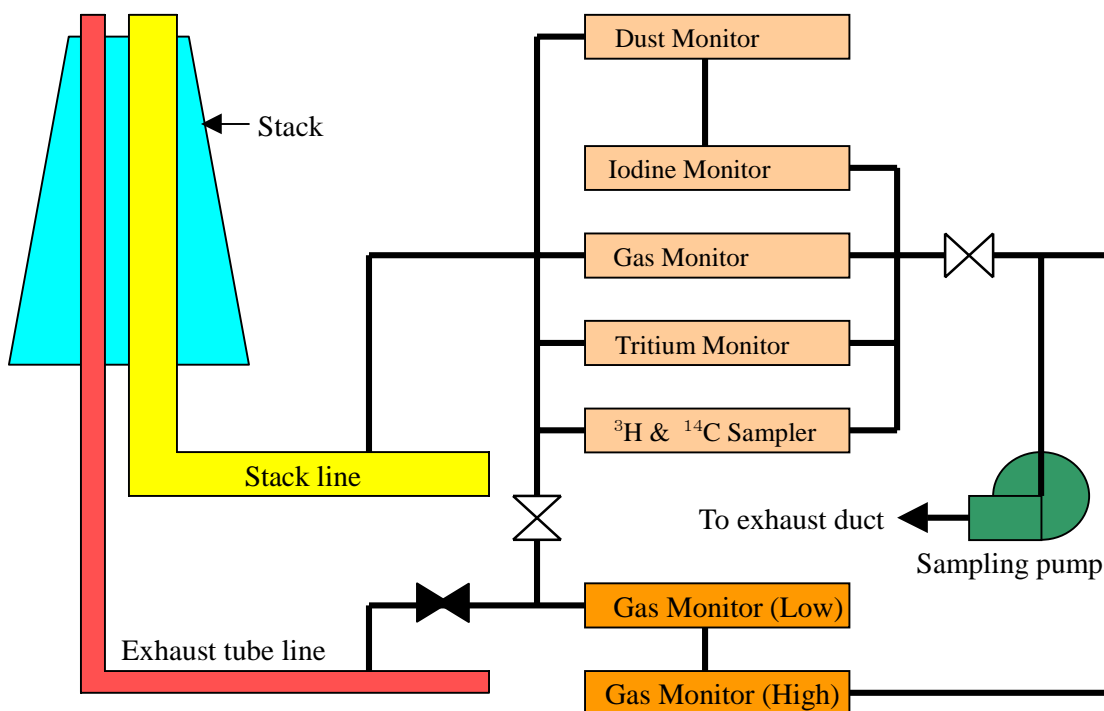 Dust Monitor
Stack
Iodine Monitor
Gas Monitor
Tritium Monitor
³H & ¹⁴C Sampler
Stack line
To exhaust duct
Sampling pump
Gas Monitor (Low)
Exhaust tube line
Gas Monitor (High)